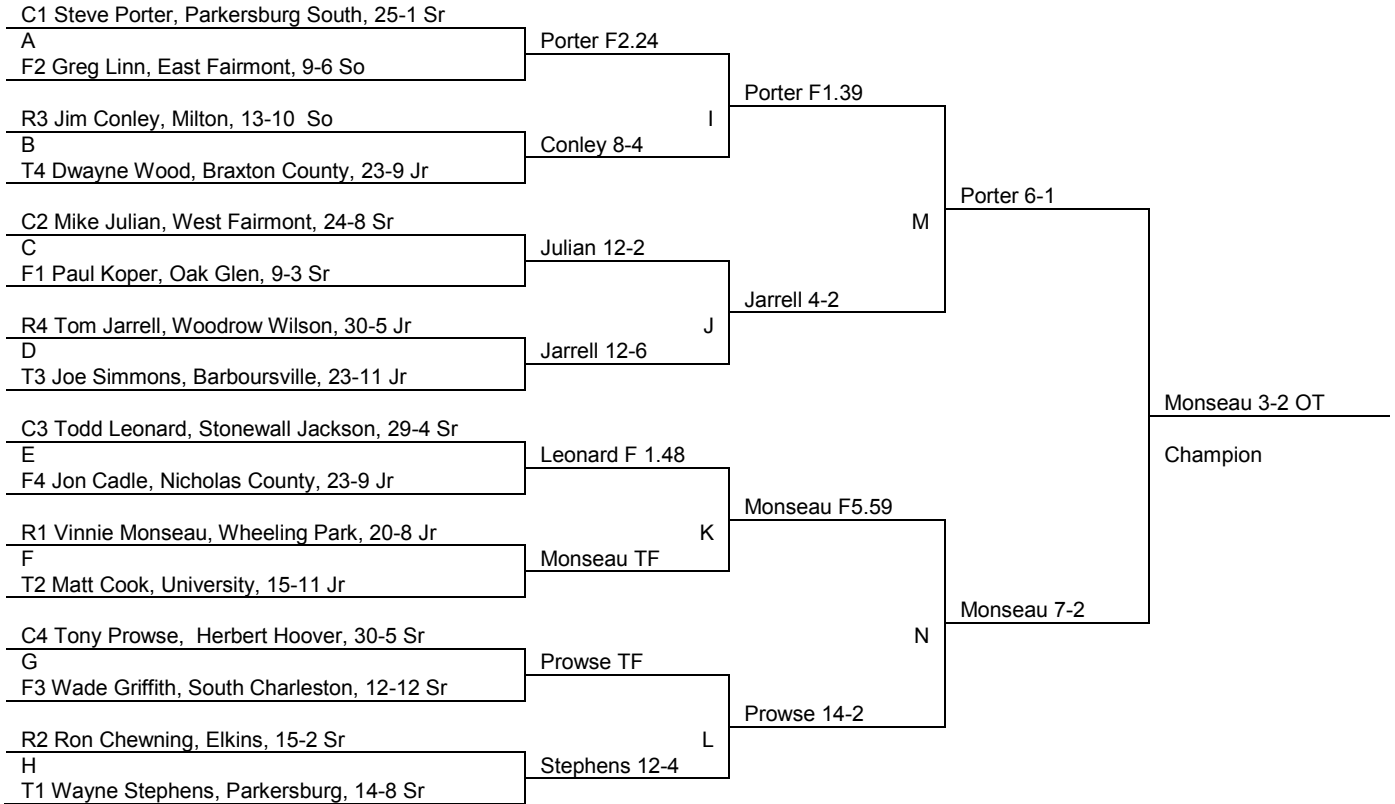 C1 Steve Porter, Parkersburg South, 25-1 Sr
A
F2 Greg Linn, East Fairmont, 9-6 So
Porter F2.24
R3 Jim Conley, Milton, 13-10 So
B
T4 Dwayne Wood, Braxton County, 23-9 Jr
Conley 8-4
I
Porter F1.39
C2 Mike Julian, West Fairmont, 24-8 Sr
C
F1 Paul Koper, Oak Glen, 9-3 Sr
Julian 12-2
R4 Tom Jarrell, Woodrow Wilson, 30-5 Jr
D
T3 Joe Simmons, Barboursville, 23-11 Jr
Jarrell 12-6
J
Jarrell 4-2
M
Porter 6-1
C3 Todd Leonard, Stonewall Jackson, 29-4 Sr
E
F4 Jon Cadle, Nicholas County, 23-9 Jr
Leonard F 1.48
R1 Vinnie Monseau, Wheeling Park, 20-8 Jr
F
T2 Matt Cook, University, 15-11 Jr
Monseau TF
K
Monseau F5.59
C4 Tony Prowse, Herbert Hoover, 30-5 Sr
G
F3 Wade Griffith, South Charleston, 12-12 Sr
Prowse TF
R2 Ron Chewning, Elkins, 15-2 Sr
H
T1 Wayne Stephens, Parkersburg, 14-8 Sr
Stephens 12-4
L
Prowse 14-2
N
Monseau 7-2
Monseau 3-2 OT
Champion